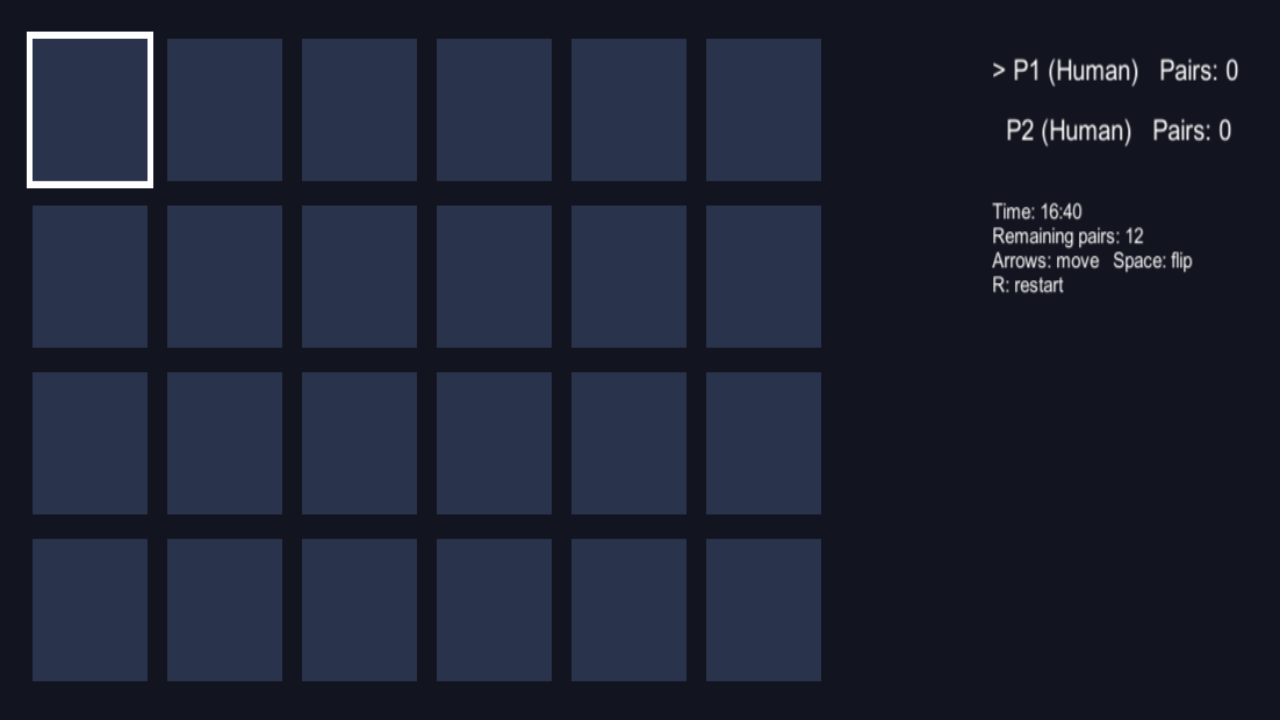 > P1 (Human)   Pairs: 0
P2 (Human)   Pairs: 0
Time: 16:40
Remaining pairs: 12
Arrows: move   Space: flip
R: restart